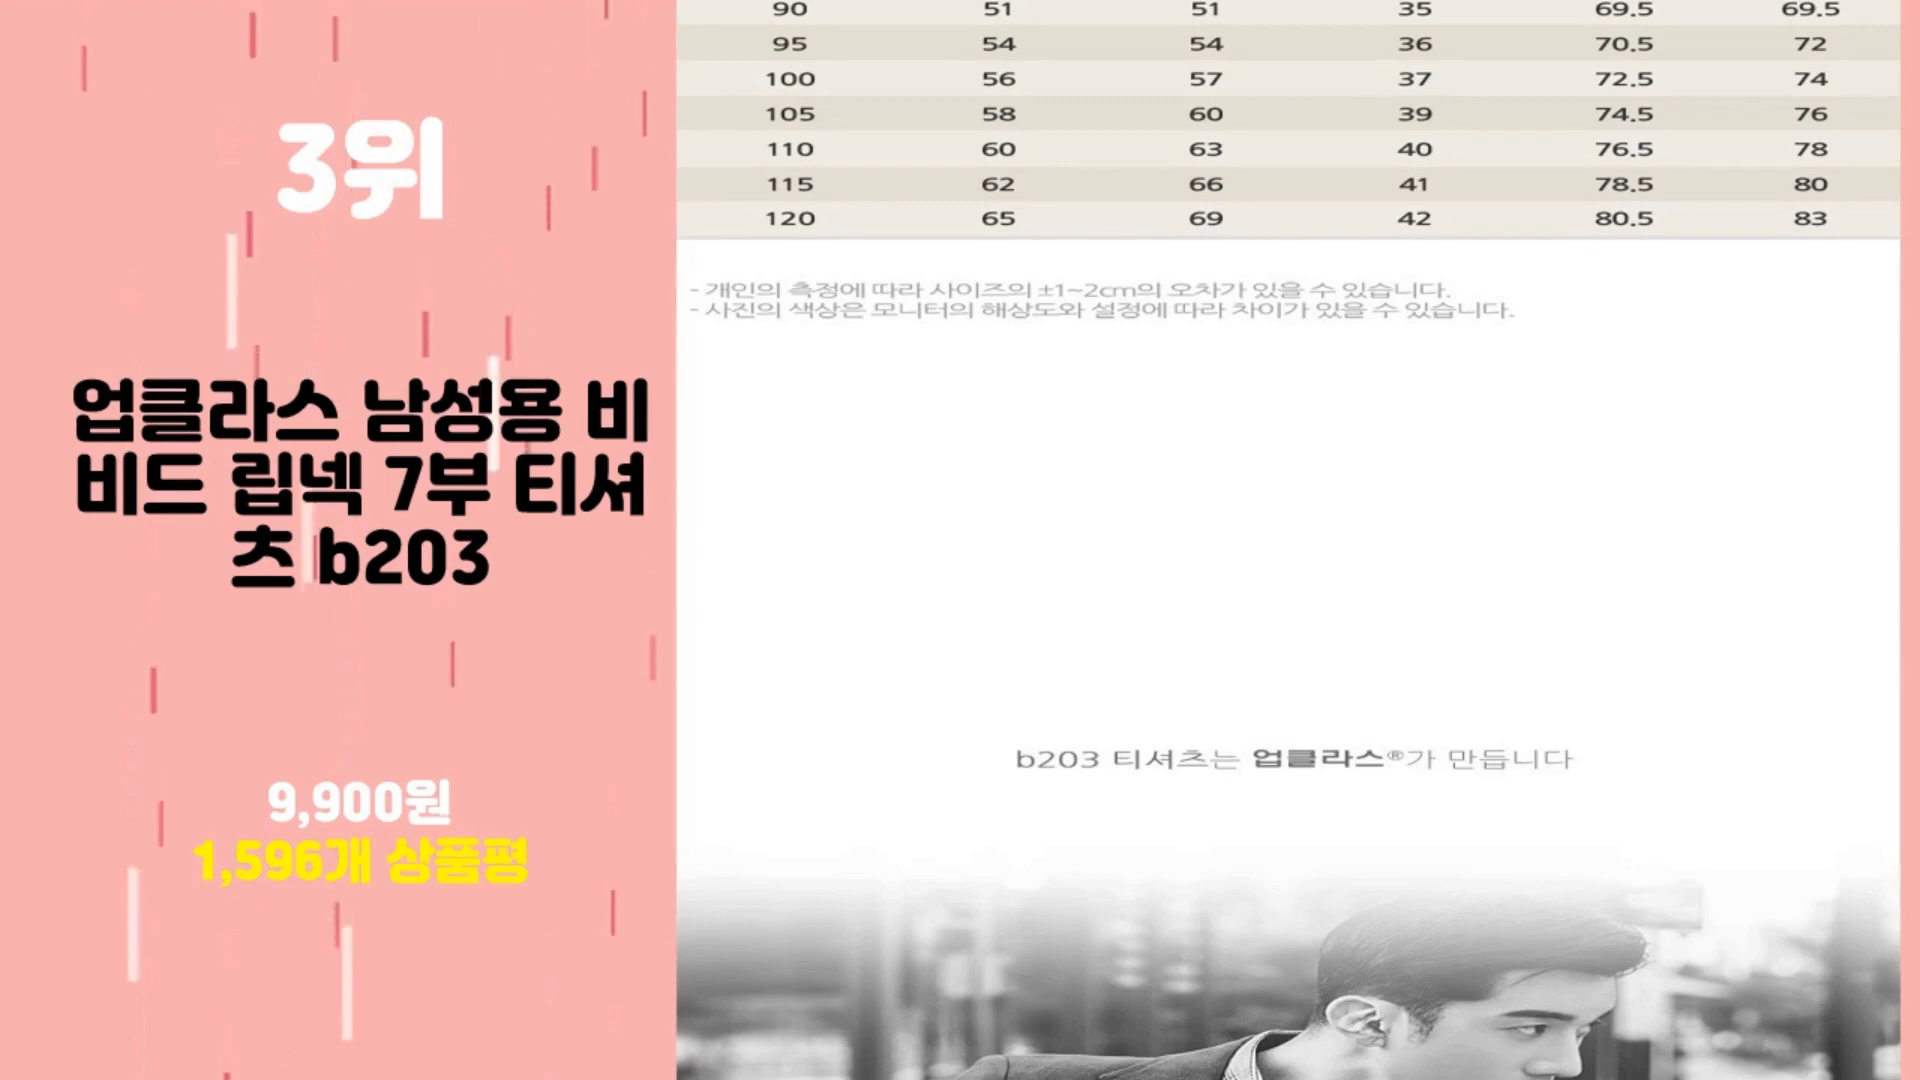 3위
업클라스 남성용 비
비드 립넥 7부 티셔
츠 b203
9,900원
1,596개 상품평
90 51 51 35 69.5 69.5
95 54 54 36 70.5 72
100 56 57 37 72.5 74
105 58 60 39 74.5 76
110 60 63 40 76.5 78
115 62 66 41 78.5 80
120 65 69 42 80.5 83
- 개인의 측정에 따라 사이즈의 ±1~2cm의 오차가 있을 수 있습니다.
- 사진의 색상은 모니터의 해상도와 설정에 따라 차이가 있을 수 있습니다.
b203 티셔츠는 업클라스®가 만듭니다